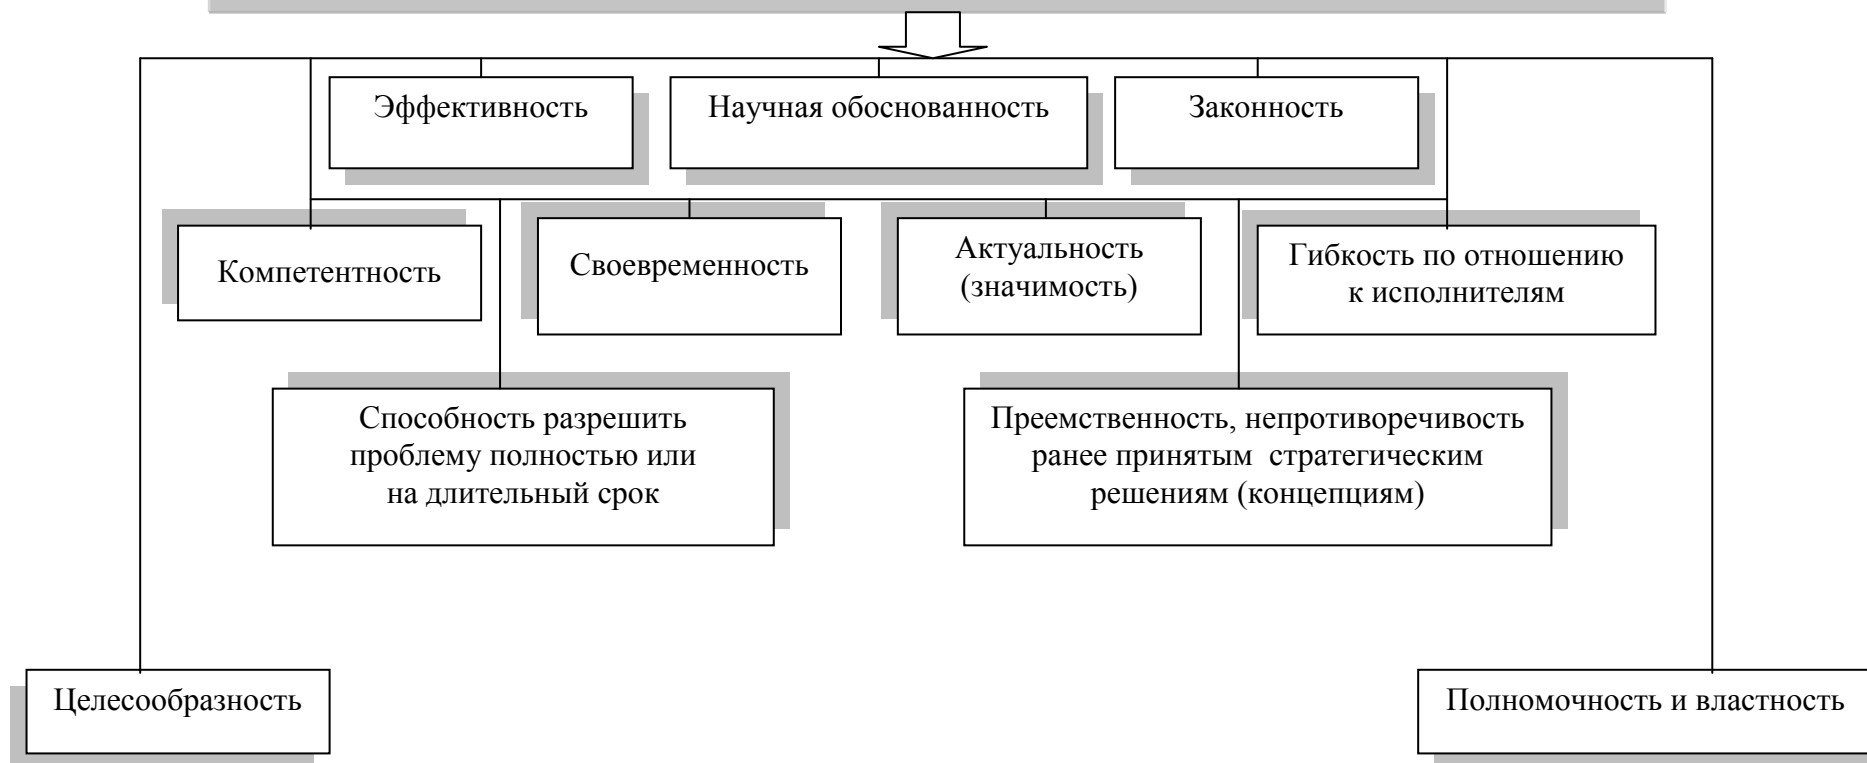 Эффективность
Научная обоснованность
Законность
Компетентность
Своевременность
Актуальность
(значимость)
Гибкость по отношению
к исполнителям
Способность разрешить
проблему полностью или
на длительный срок
Преемственность, непротиворечивость
ранее принятым стратегическим
решениям (концепциям)
Целесообразность
Полномочность и властность